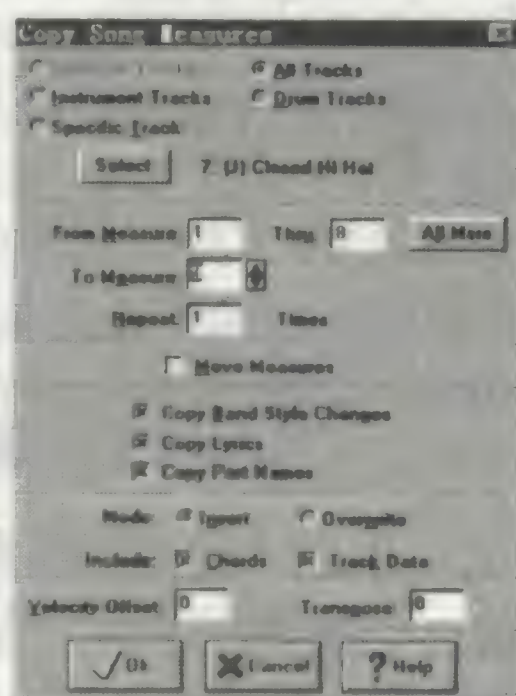 Copy Song Measures
All Tracks
Instrument Tracks Drum Tracks
Specific Track
Select 7. (J) Closed Hi Hat
From Measure 1 Thru 8 All Meas
To Measure
Repeat 1 Times
Move Measures
Copy Band Style Changes
Copy Lyrics
Copy Part Names
Mode: Insert Overwrite
Include: Chords Track Data
Velocity Offset 0 Transpose 0
Ok Cancel ? Help